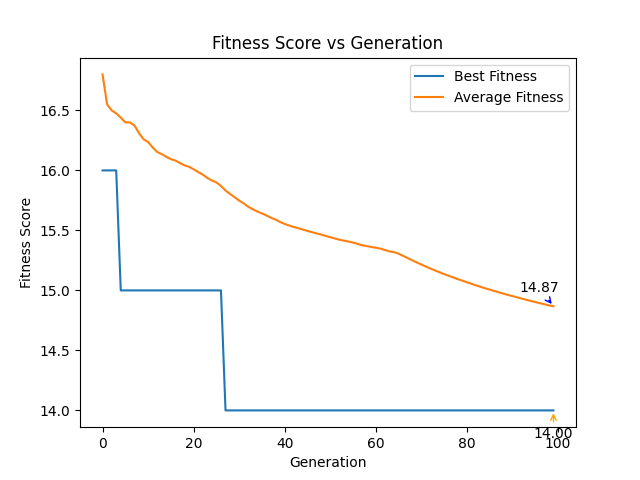 Fitness Score vs Generation
Best Fitness
Average Fitness
Fitness Score
16.5
16.0
15.5
15.0
14.5
14.0
14.87
14.00
0 20 40 60 80 100
Generation